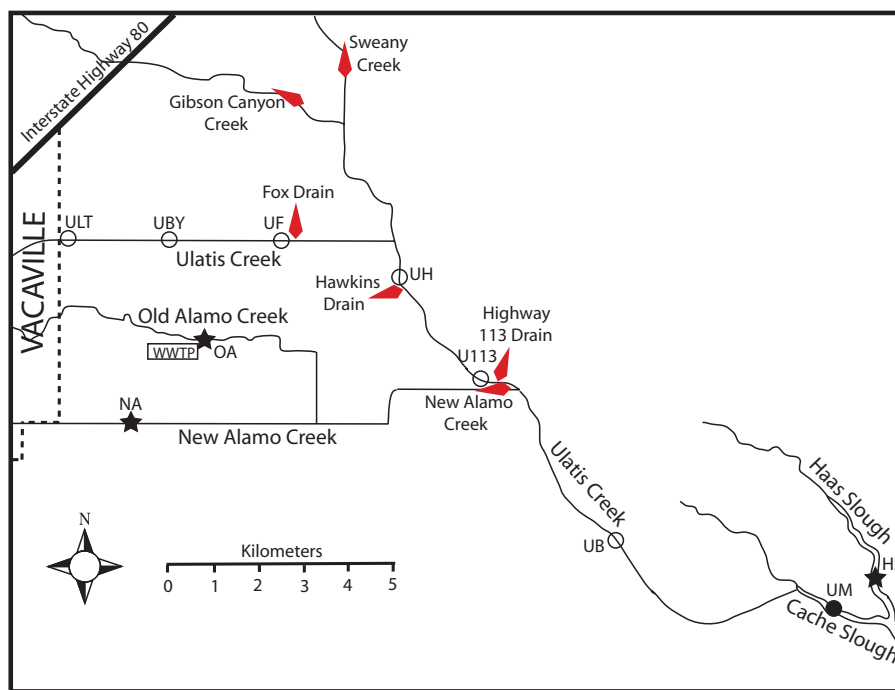 Interstate Highway 80
Sweany
Creek
Gibson Canyon
Creek
Fox Drain
ULT
UBY
UF
Ulatis Creek
VACAVILLE
Hawkins
Drain
UH
Old Alamo Creek
WWTP
OA
Highway
113 Drain
U113
NA
New Alamo Creek
New Alamo
Creek
Ulatis Creek
UB
Haas Slough
H
UM
Cache Slough
N
Kilometers
0 1 2 3 4 5